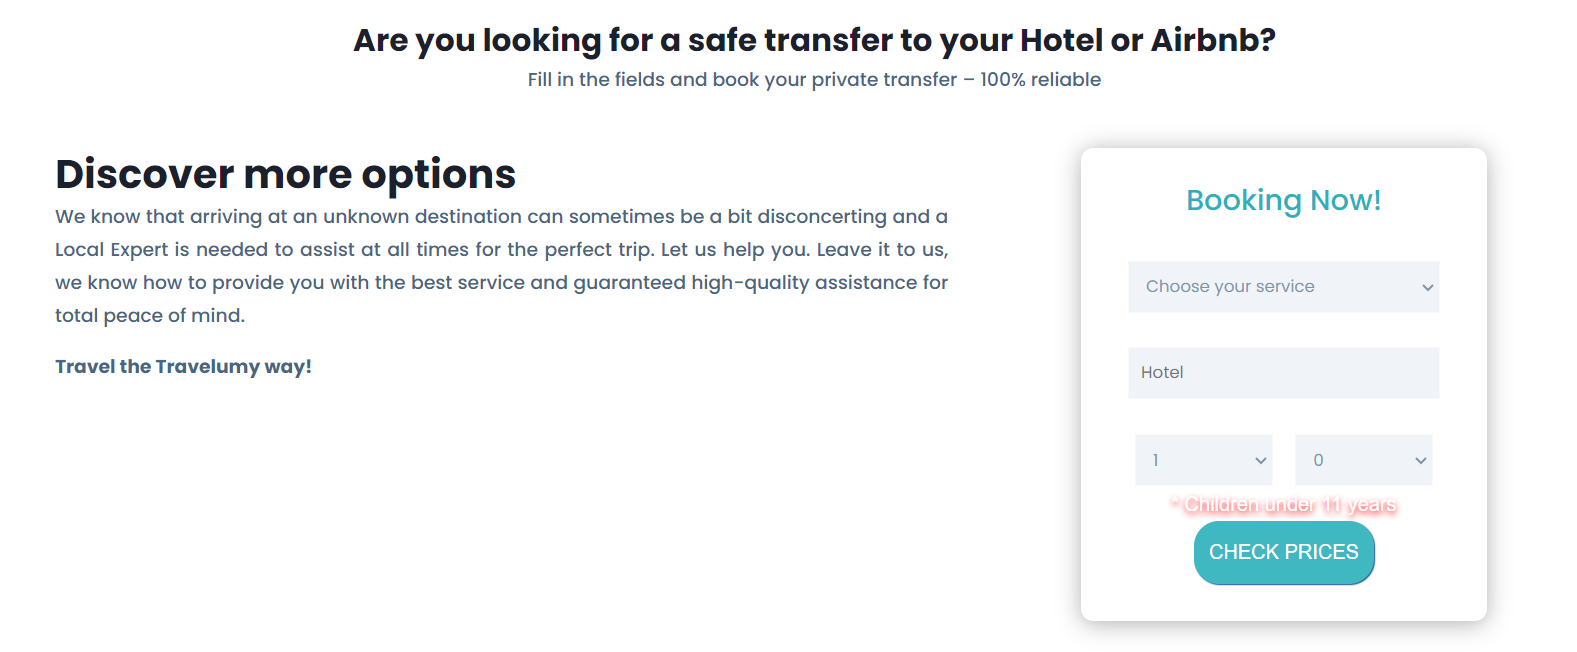 Are you looking for a safe transfer to your Hotel or Airbnb?
Fill in the fields and book your private transfer – 100% reliable
Discover more options
We know that arriving at an unknown destination can sometimes be a bit disconcerting and a
Local Expert is needed to assist at all times for the perfect trip. Let us help you. Leave it to us,
we know how to provide you with the best service and guaranteed high-quality assistance for
total peace of mind.
Travel the Travelumy way!
Booking Now!
Choose your service
Hotel
1 0
* Children under 11 years
CHECK PRICES